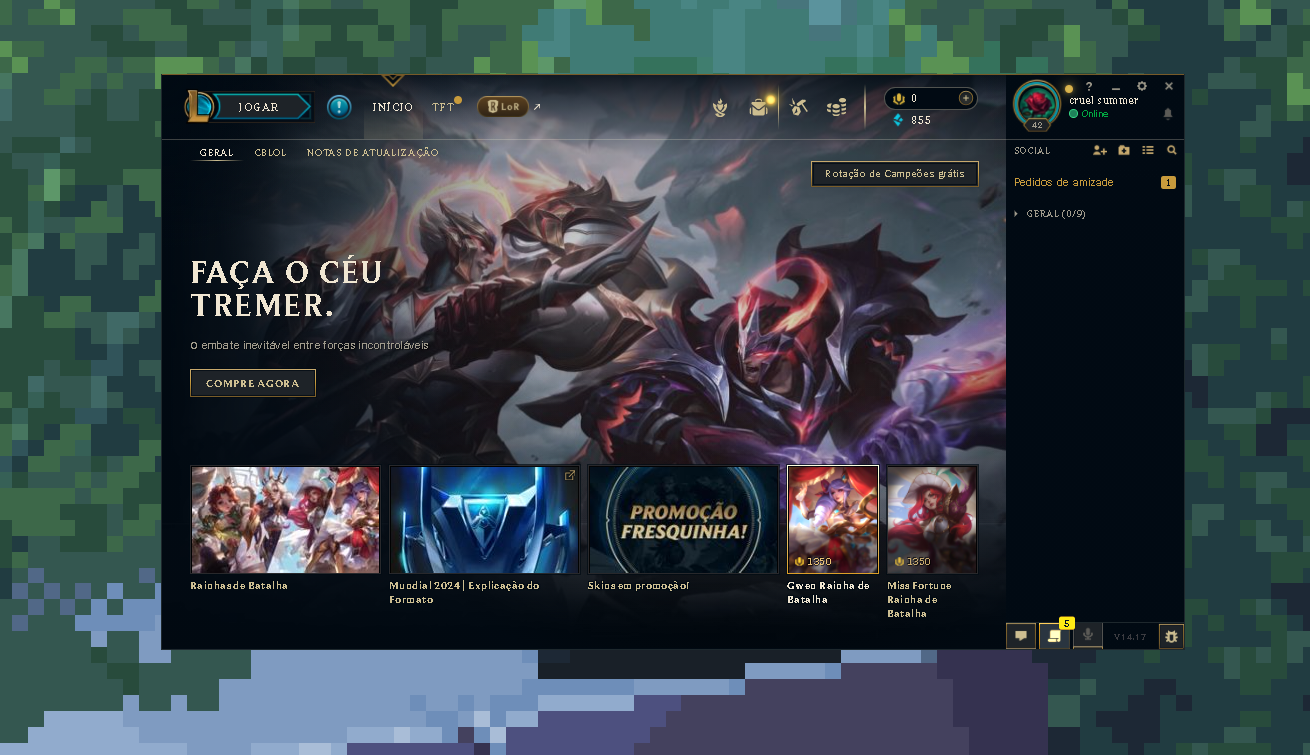 JOGAR
INÍCIO
TFT
LoR
0
855
?
cruel summer
Online
42
GERAL
CBLOL
NOTAS DE ATUALIZAÇÃO
Rotação de Campeões grátis
SOCIAL
Pedidos de amizade
1
GERAL (0/9)
FAÇA O CÉU
TREMER.
O embate inevitável entre forças incontroláveis
COMPRE AGORA
PROMOÇÃO
FRESQUINHA!
1350
1350
Rainhas de Batalha
Mundial 2024 | Explicação do
Formato
Skins em promoção!
Gwen Rainha de
Batalha
Miss Fortune
Rainha de
Batalha
5
V14.17